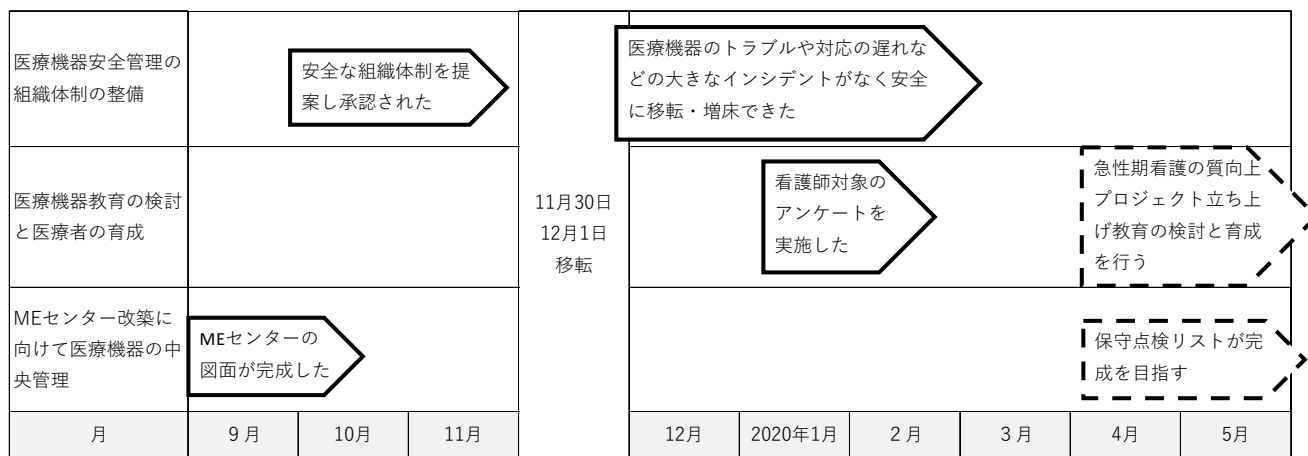 医療機器安全管理の
組織体制の整備
安全な組織体制を提
案し承認された
医療機器のトラブルや対応の遅れな
どの大きなインシデントがなく安全
に移転・増床できた
医療機器教育の検討
と医療者の育成
11月30日
12月1日
移転
看護師対象の
アンケートを
実施した
急性期看護の質向上
プロジェクト立ち上
げ教育の検討と育成
を行う
MEセンター改築に
向けて医療機器の中
央管理
MEセンターの
図面が完成した
保守点検リストが完
成を目指す
月
9月
10月
11月
12月
2020年1月
2月
3月
4月
5月